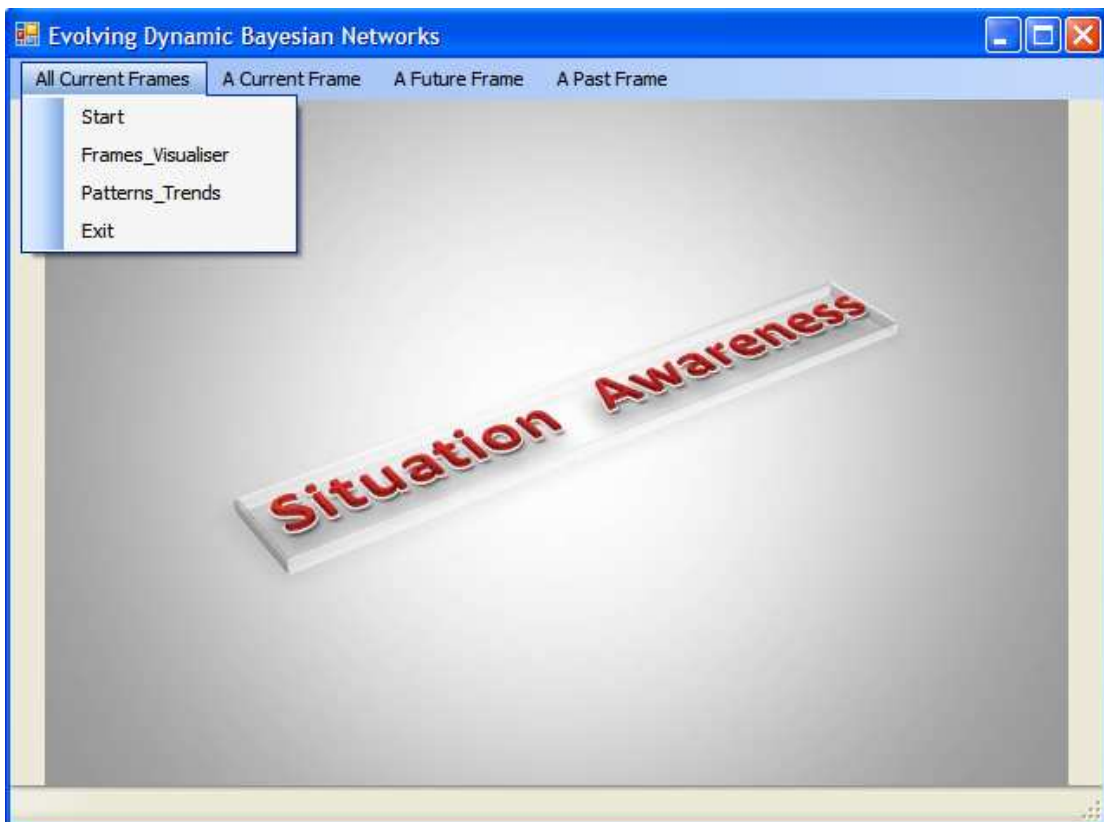 Evolving Dynamic Bayesian Networks
All Current Frames A Current Frame A Future Frame A Past Frame
Start
Frames_Visualiser
Patterns_Trends
Exit
Situation Awareness